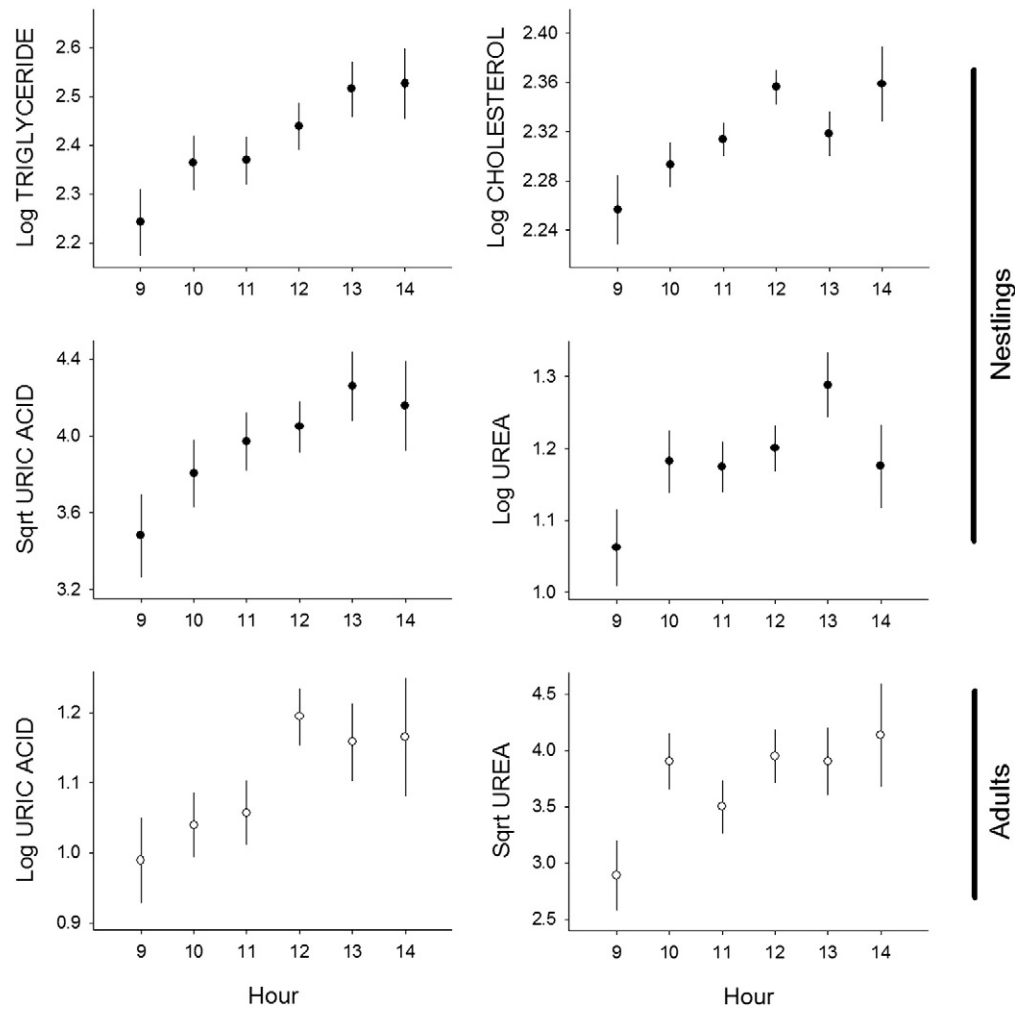 Log TRIGLYCERIDE
2.6
2.5
2.4
2.3
2.2
9 10 11 12 13 14
Log CHOLESTEROL
2.40
2.36
2.32
2.28
2.24
9 10 11 12 13 14
Nestlings
Sqrt URIC ACID
4.4
4.0
3.6
3.2
9 10 11 12 13 14
Log UREA
1.3
1.2
1.1
1.0
9 10 11 12 13 14
Log URIC ACID
1.2
1.1
1.0
0.9
9 10 11 12 13 14
Hour
Sqrt UREA
4.5
4.0
3.5
3.0
2.5
9 10 11 12 13 14
Hour
Adults